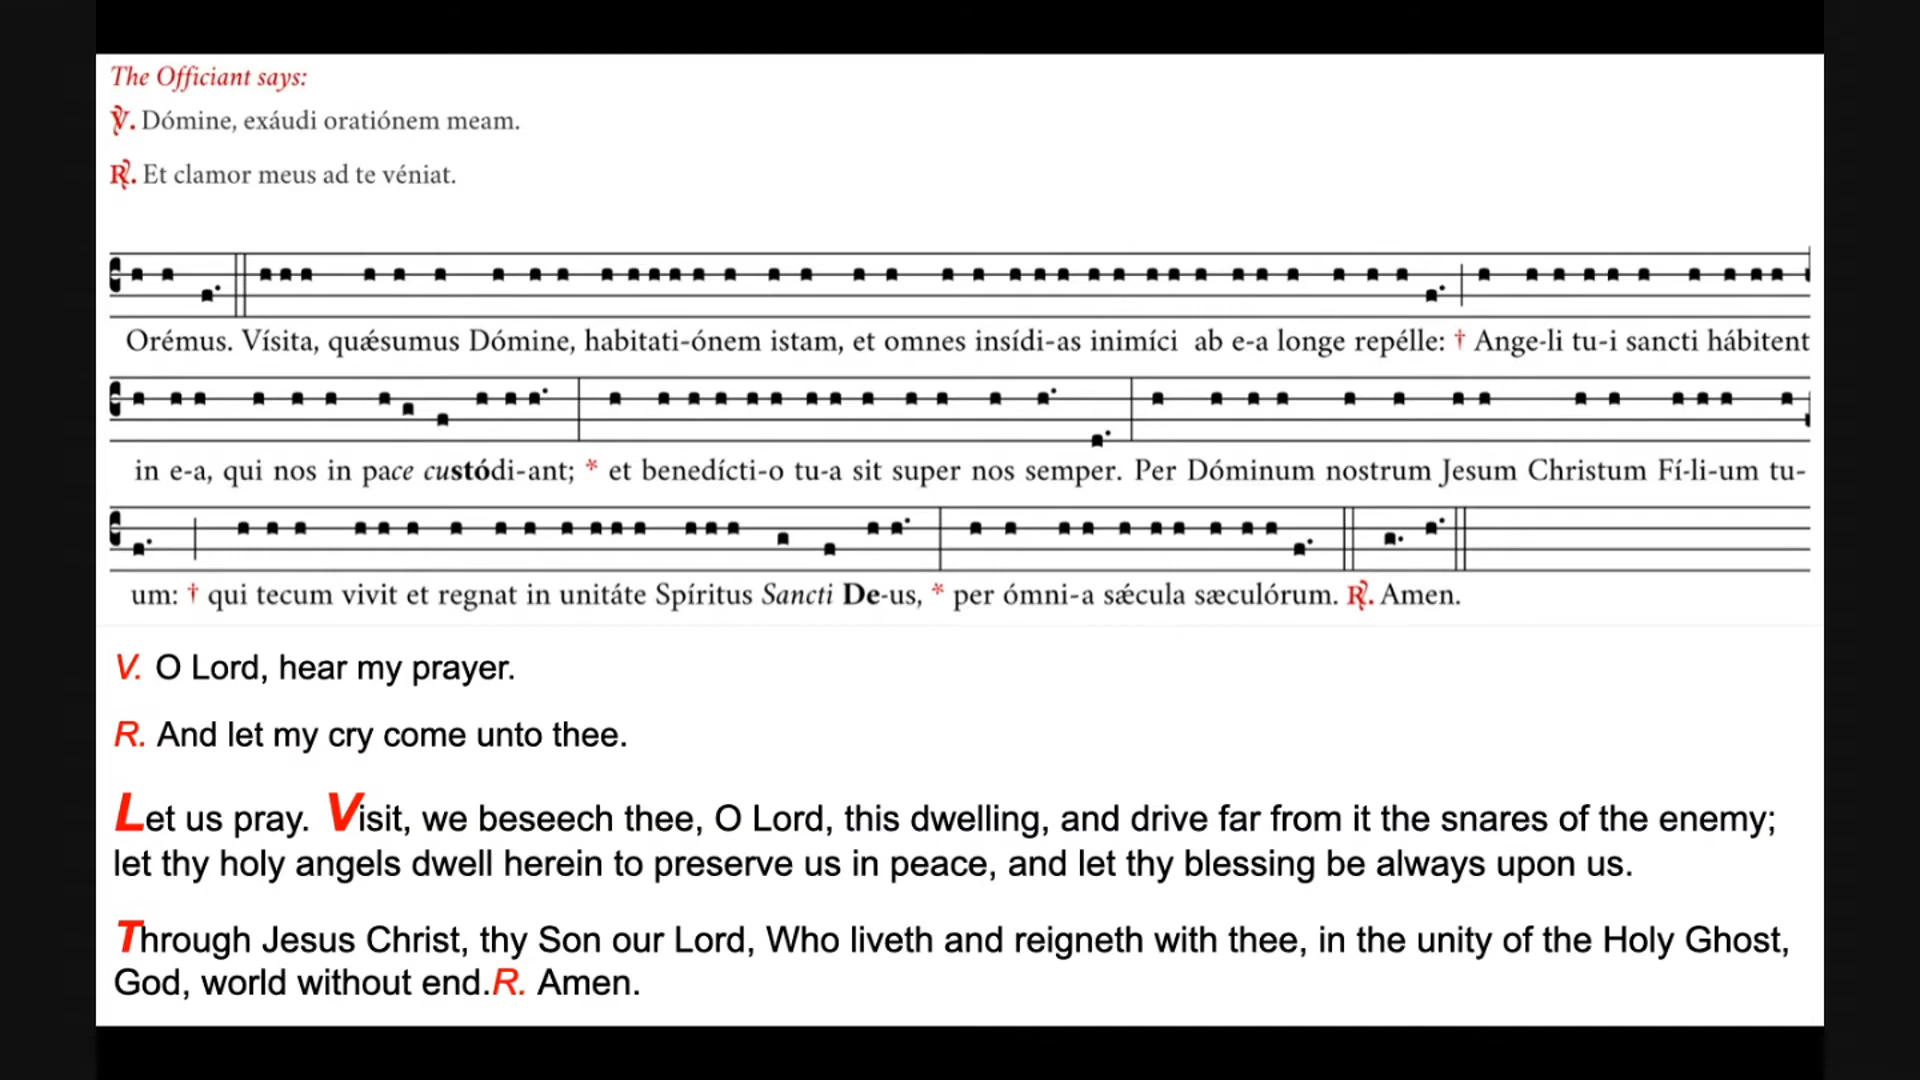 The Officiant says:
℣. Dómine, exáudi oratiónem meam.
℟. Et clamor meus ad te véniat.
Orémus. Vísita, quǽsumus Dómine, habitati-ónem istam, et omnes insídi-as inimíci ab e-a longe repélle: † Ange-li tu-i sancti hábitent
in e-a, qui nos in pace custódi-ant; * et benedícti-o tu-a sit super nos semper. Per Dóminum nostrum Jesum Christum Fí-li-um tu-
um: † qui tecum vivit et regnat in unitáte Spíritus Sancti De-us, * per ómni-a sǽcula sæculórum. ℟. Amen.
V. O Lord, hear my prayer.
R. And let my cry come unto thee.
Let us pray. Visit, we beseech thee, O Lord, this dwelling, and drive far from it the snares of the enemy;
let thy holy angels dwell herein to preserve us in peace, and let thy blessing be always upon us.
Through Jesus Christ, thy Son our Lord, Who liveth and reigneth with thee, in the unity of the Holy Ghost,
God, world without end.R. Amen.